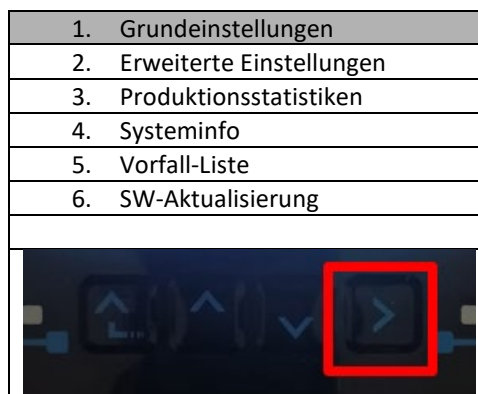 1. Grundeinstellungen
2. Erweiterte Einstellungen
3. Produktionsstatistiken
4. Systeminfo
5. Vorfall-Liste
6. SW-Aktualisierung